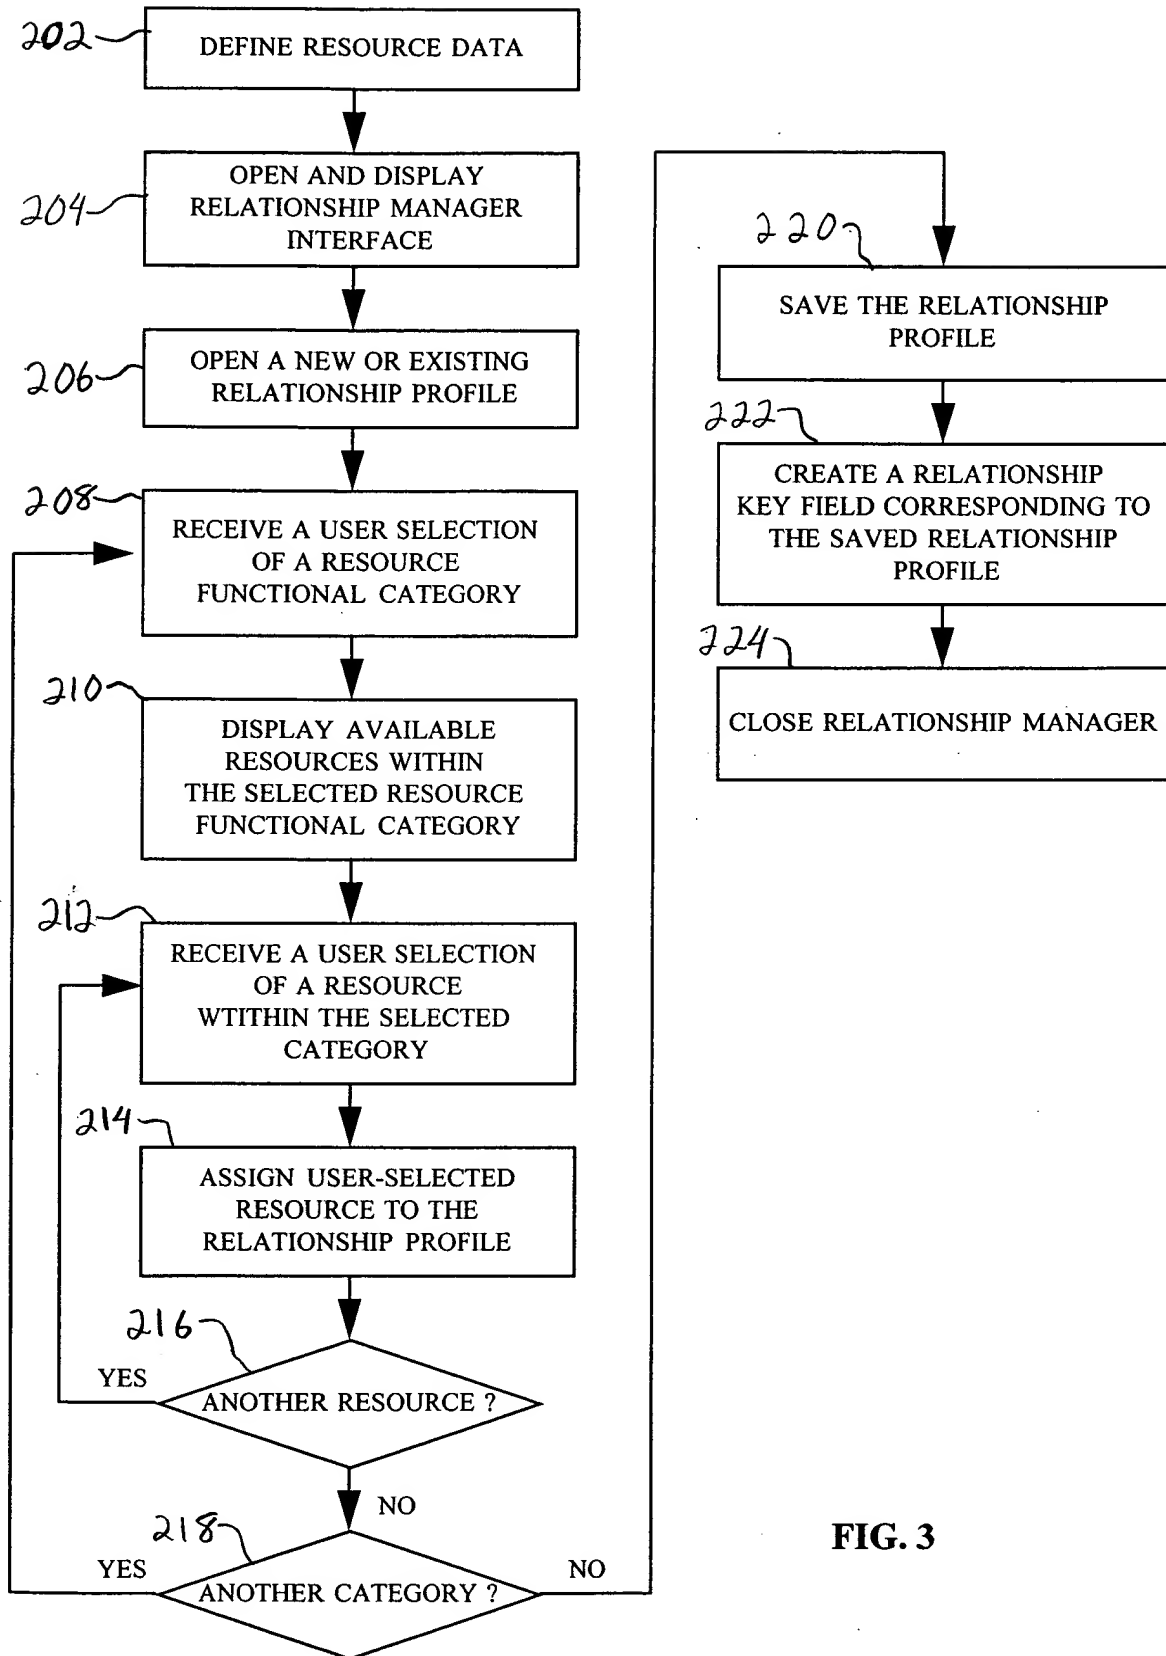 202
DEFINE RESOURCE DATA
204
OPEN AND DISPLAY
RELATIONSHIP MANAGER
INTERFACE
206
OPEN A NEW OR EXISTING
RELATIONSHIP PROFILE
208
RECEIVE A USER SELECTION
OF A RESOURCE
FUNCTIONAL CATEGORY
210
DISPLAY AVAILABLE
RESOURCES WITHIN
THE SELECTED RESOURCE
FUNCTIONAL CATEGORY
212
RECEIVE A USER SELECTION
OF A RESOURCE
WTITHIN THE SELECTED
CATEGORY
214
ASSIGN USER-SELECTED
RESOURCE TO THE
RELATIONSHIP PROFILE
216
YES
ANOTHER RESOURCE ?
NO
218
YES
ANOTHER CATEGORY ?
NO
220
SAVE THE RELATIONSHIP
PROFILE
222
CREATE A RELATIONSHIP
KEY FIELD CORRESPONDING TO
THE SAVED RELATIONSHIP
PROFILE
224
CLOSE RELATIONSHIP MANAGER
FIG. 3